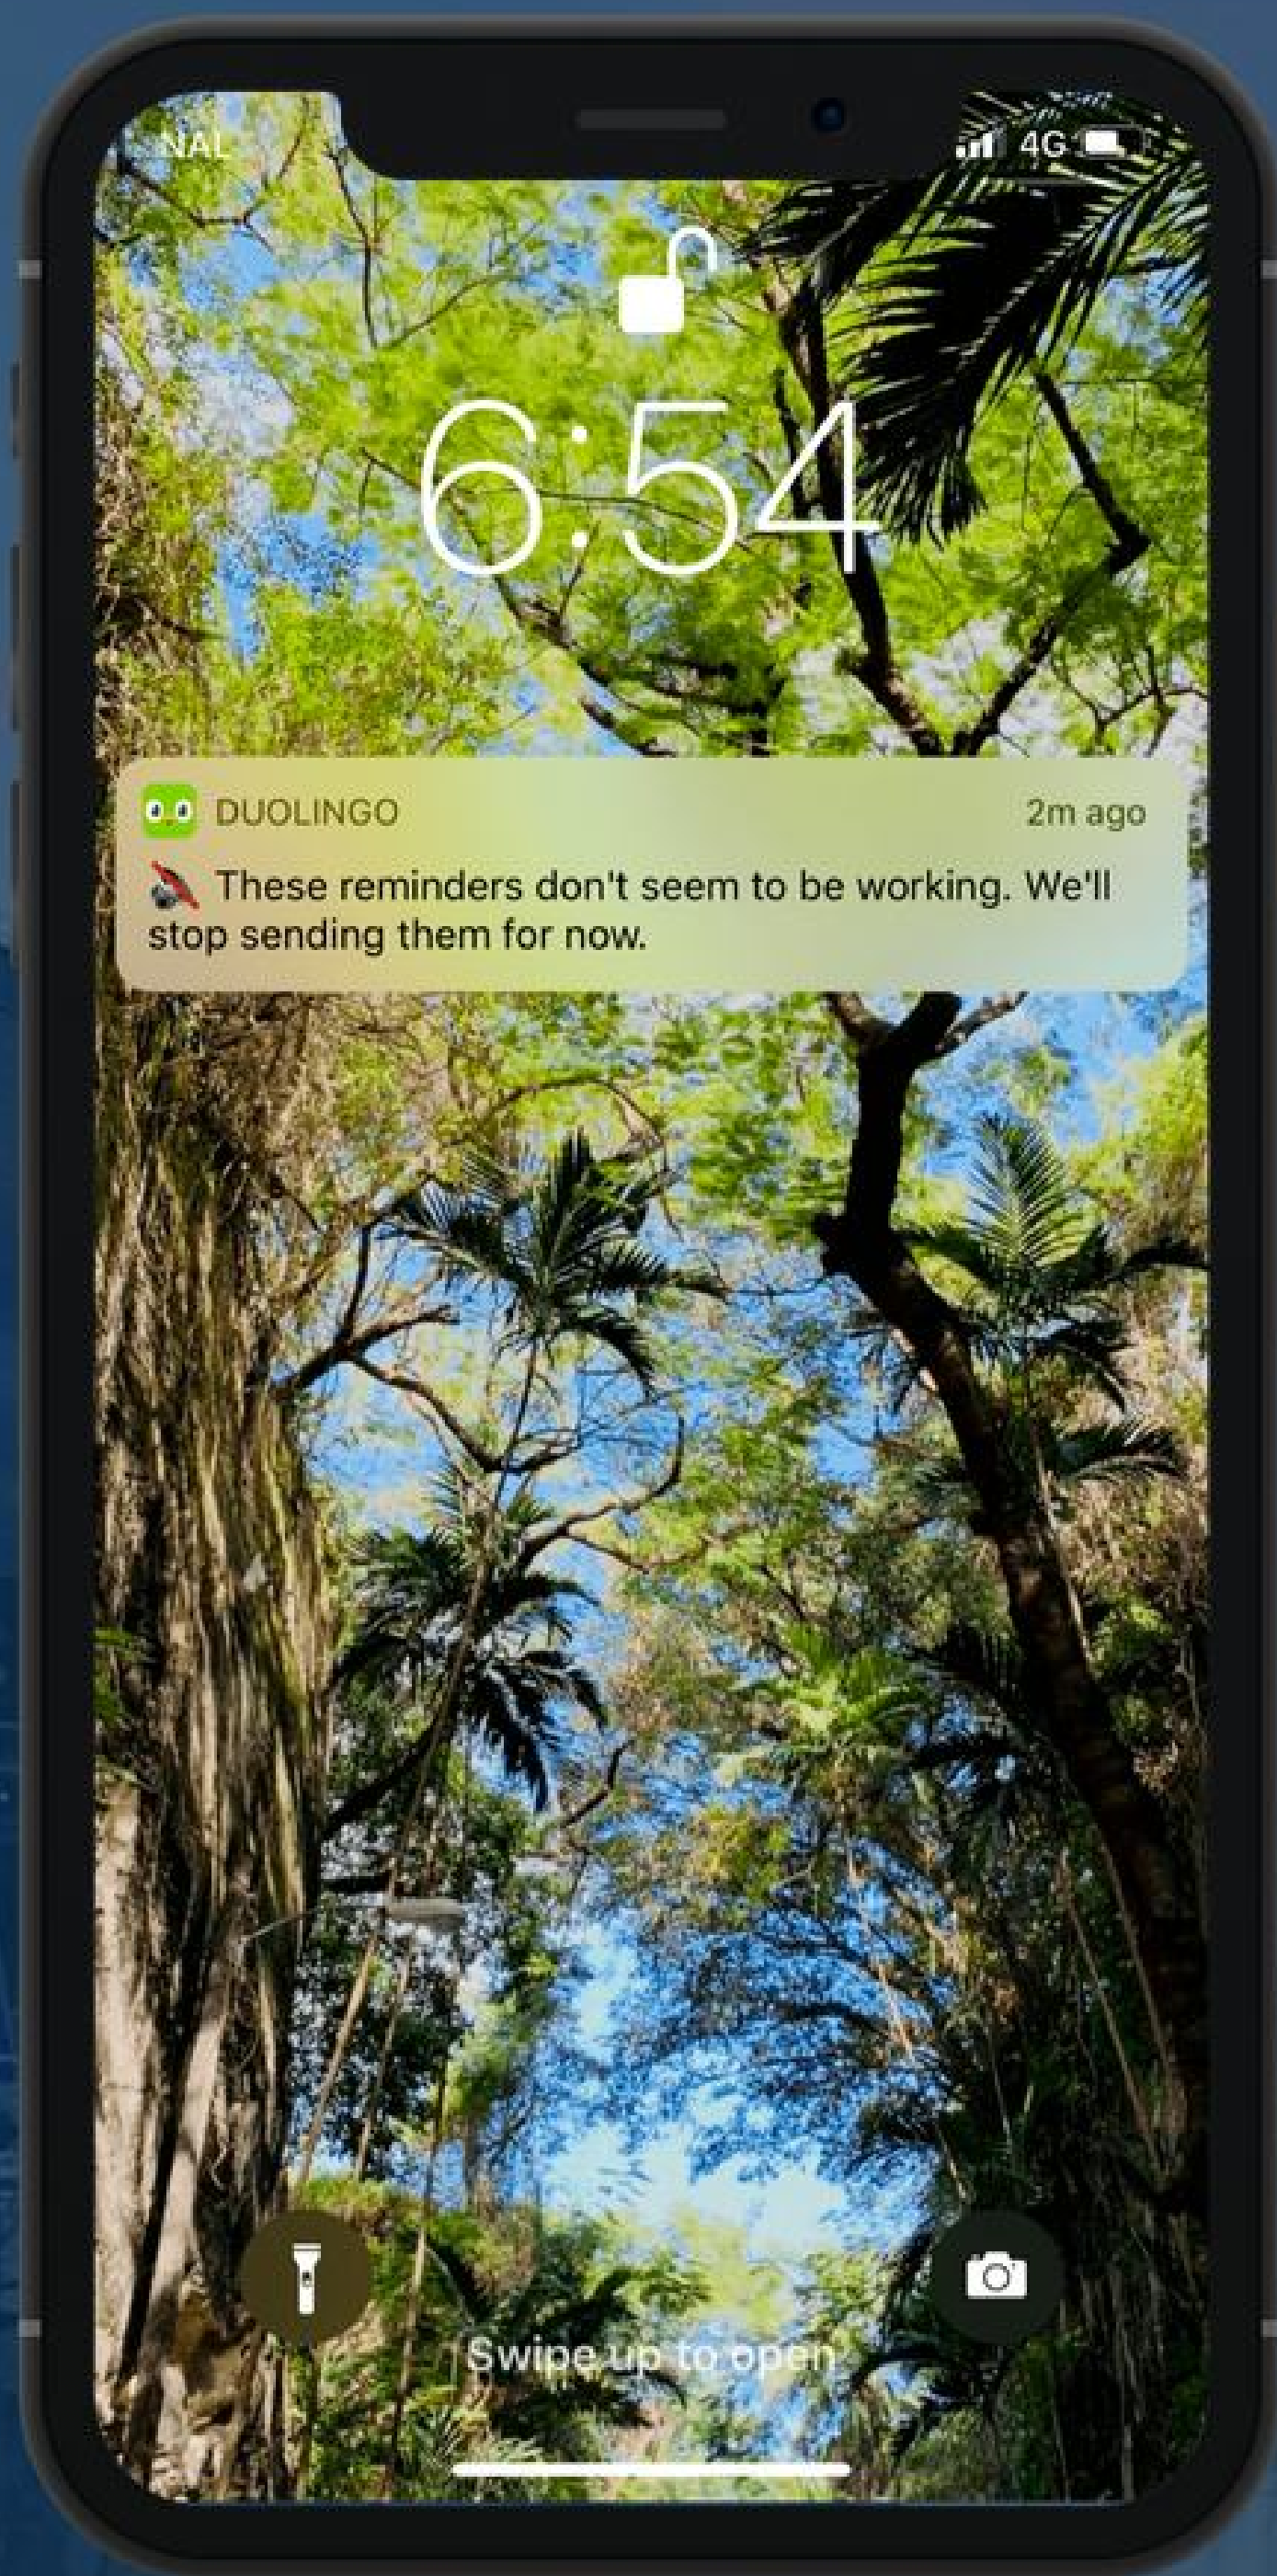 NAL
4G
6:54
DUOLINGO
2m ago
These reminders don't seem to be working. We'll
stop sending them for now.
Swipe up to open